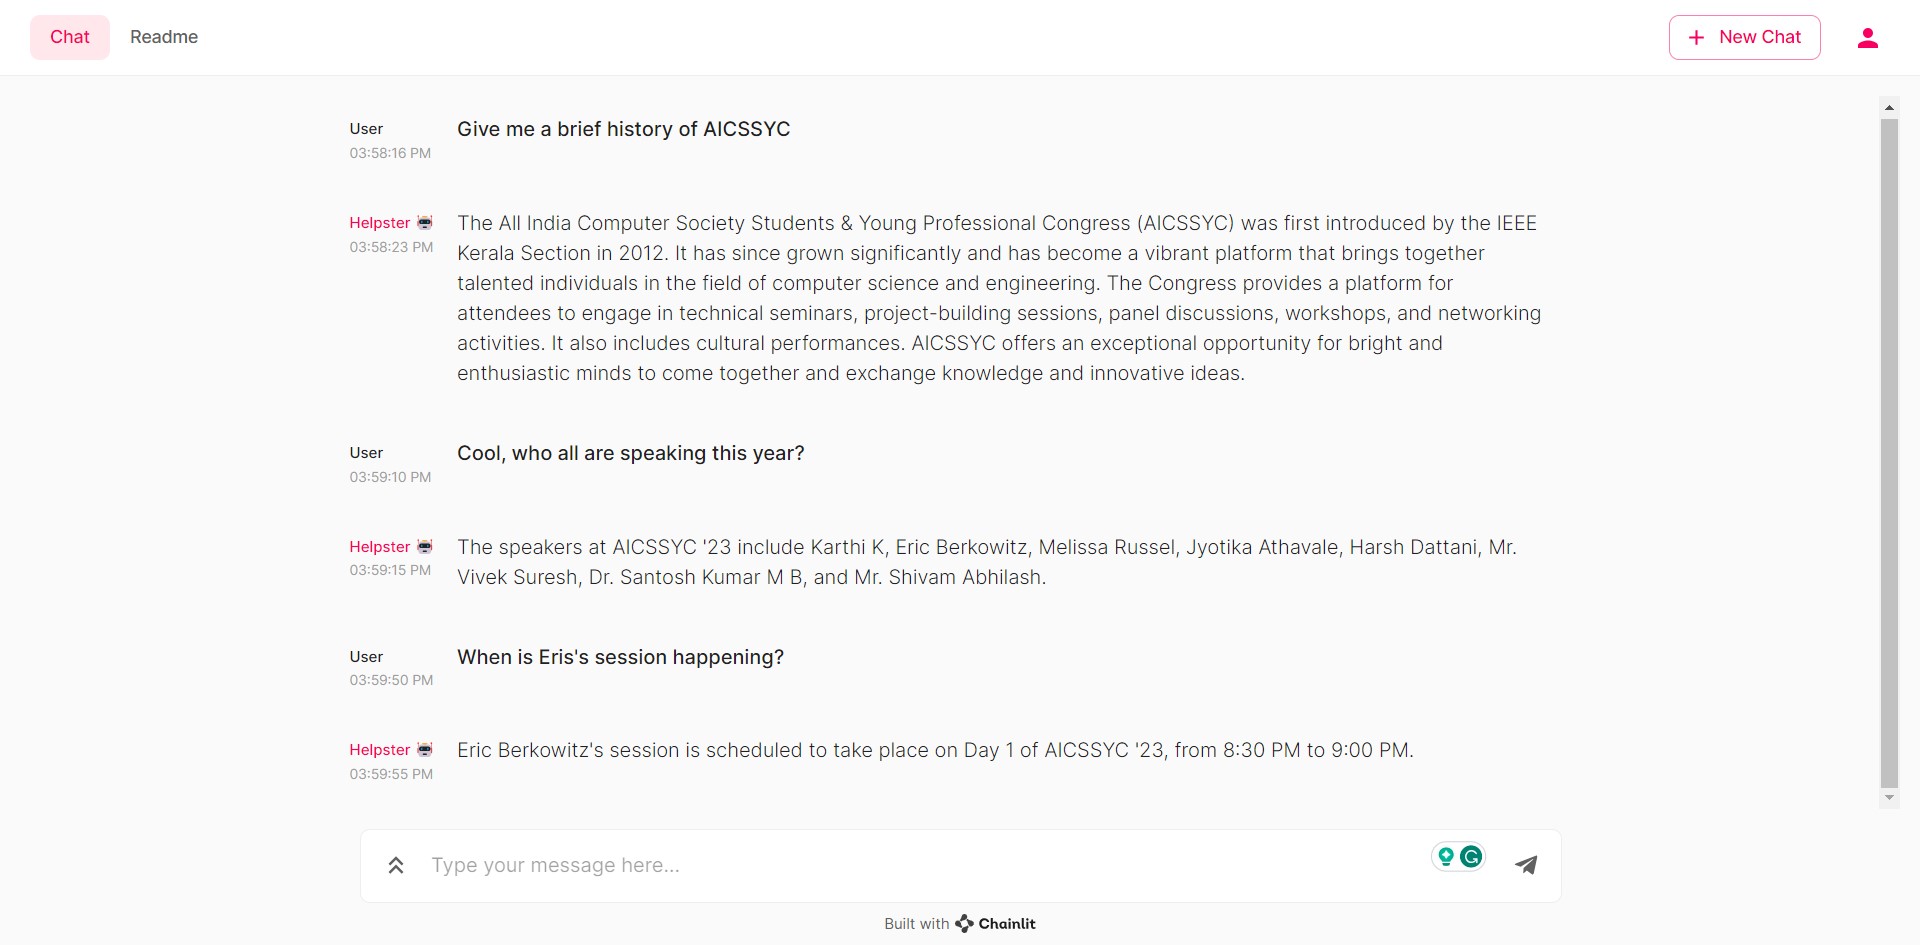 Chat
Readme
New Chat
User
Give me a brief history of AICSSYC
03:58:16 PM
Helpster
The All India Computer Society Students & Young Professional Congress (AICSSYC) was first introduced by the IEEE
03:58:23 PM
Kerala Section in 2012. It has since grown significantly and has become a vibrant platform that brings together
talented individuals in the field of computer science and engineering. The Congress provides a platform for
attendees to engage in technical seminars, project-building sessions, panel discussions, workshops, and networking
activities. It also includes cultural performances. AICSSYC offers an exceptional opportunity for bright and
enthusiastic minds to come together and exchange knowledge and innovative ideas.
User
Cool, who all are speaking this year?
03:59:10 PM
Helpster
The speakers at AICSSYC '23 include Karthi K, Eric Berkowitz, Melissa Russel, Jyotika Athavale, Harsh Dattani, Mr.
03:59:15 PM
Vivek Suresh, Dr. Santosh Kumar M B, and Mr. Shivam Abhilash.
User
When is Eris's session happening?
03:59:50 PM
Helpster
Eric Berkowitz's session is scheduled to take place on Day 1 of AICSSYC '23, from 8:30 PM to 9:00 PM.
03:59:55 PM
Type your message here...
Built with Chainlit